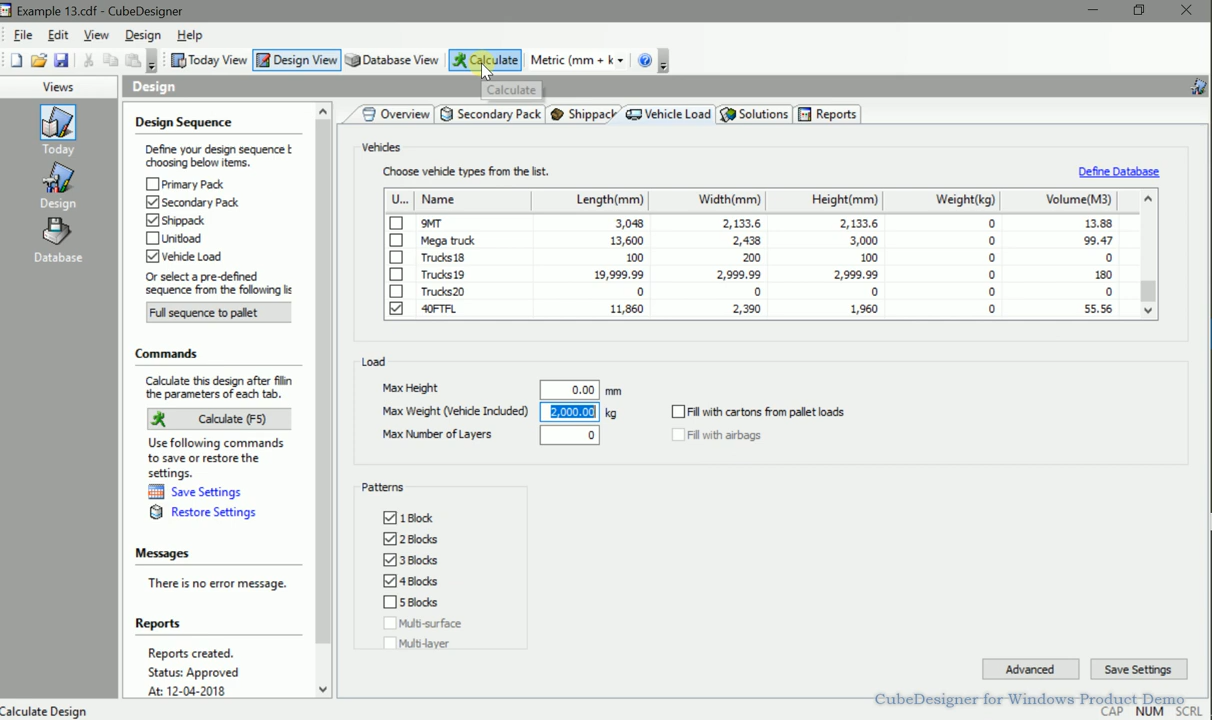 Example 13.cdf - CubeDesigner
File Edit View Design Help
Today View Design View Database View Calculate Metric (mm + k
Calculate
Views
Today
Design
Database
Design
Design Sequence
Define your design sequence b
choosing below items.
Primary Pack
Secondary Pack
Shippack
Unitload
Vehicle Load
Or select a pre-defined
sequence from the following lis
Full sequence to pallet
Commands
Calculate this design after fillin
the parameters of each tab.
Calculate (F5)
Use following commands
to save or restore the
settings.
Save Settings
Restore Settings
Messages
There is no error message.
Reports
Reports created.
Status: Approved
At: 12-04-2018
Overview Secondary Pack Shippack Vehicle Load Solutions Reports
Vehicles
Choose vehicle types from the list. Define Database
U... Name Length(mm) Width(mm) Height(mm) Weight(kg) Volume(M3)
9MT 3,048 2,133.6 2,133.6 0 13.88
Mega truck 13,600 2,438 3,000 0 99.47
Trucks18 100 200 100 0 0
Trucks19 19,999.99 2,999.99 2,999.99 0 180
Trucks20 0 0 0 0 0
40FTFL 11,860 2,390 1,960 0 55.56
Load
Max Height 0.00 mm
Max Weight (Vehicle Included) 2,000.00 kg Fill with cartons from pallet loads
Max Number of Layers 0 Fill with airbags
Patterns
1 Block
2 Blocks
3 Blocks
4 Blocks
5 Blocks
Multi-surface
Multi-layer
Advanced Save Settings
CubeDesigner for Windows Product Demo
Calculate Design CAP NUM SCRL